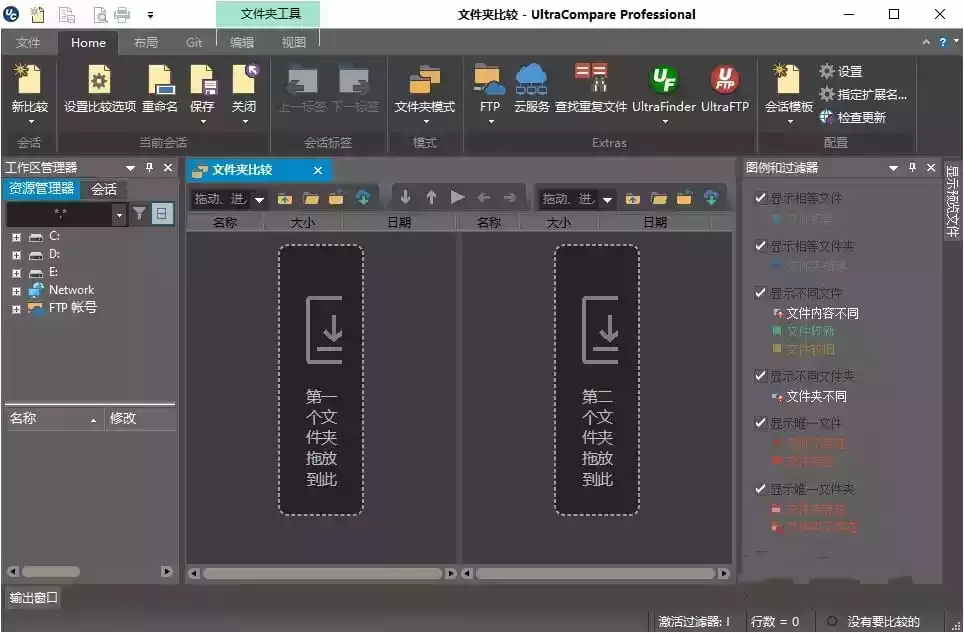 文件夹工具
文件夹比较 - UltraCompare Professional
文件 Home 布局 Git 编辑 视图
新比较 设置比较选项 重命名 保存 关闭 上一标签 下一标签 文件夹模式 FTP 云服务 查找重复文件 UltraFinder UltraFTP 会话模板
设置
指定扩展名...
检查更新
会话 当前会话 会话标签 模式 Extras 配置
工作区管理器
资源管理器 会话
*.*
C:
D:
E:
Network
FTP 帐号
名称 修改
文件夹比较
拖动、进
拖动、进
名称 大小 日期 名称 大小 日期
第一
个文
件夹
拖放
到此
第二
个文
件夹
拖放
到此
图例和过滤器
显示相等文件
文件相等
显示相等文件夹
文件夹相等
显示不同文件
文件内容不同
文件较新
文件较旧
显示不同文件夹
文件夹不同
显示唯一文件
显示唯一文件夹
显示预览文件
输出窗口
激活过滤器: !
行数 = 0
没有要比较的